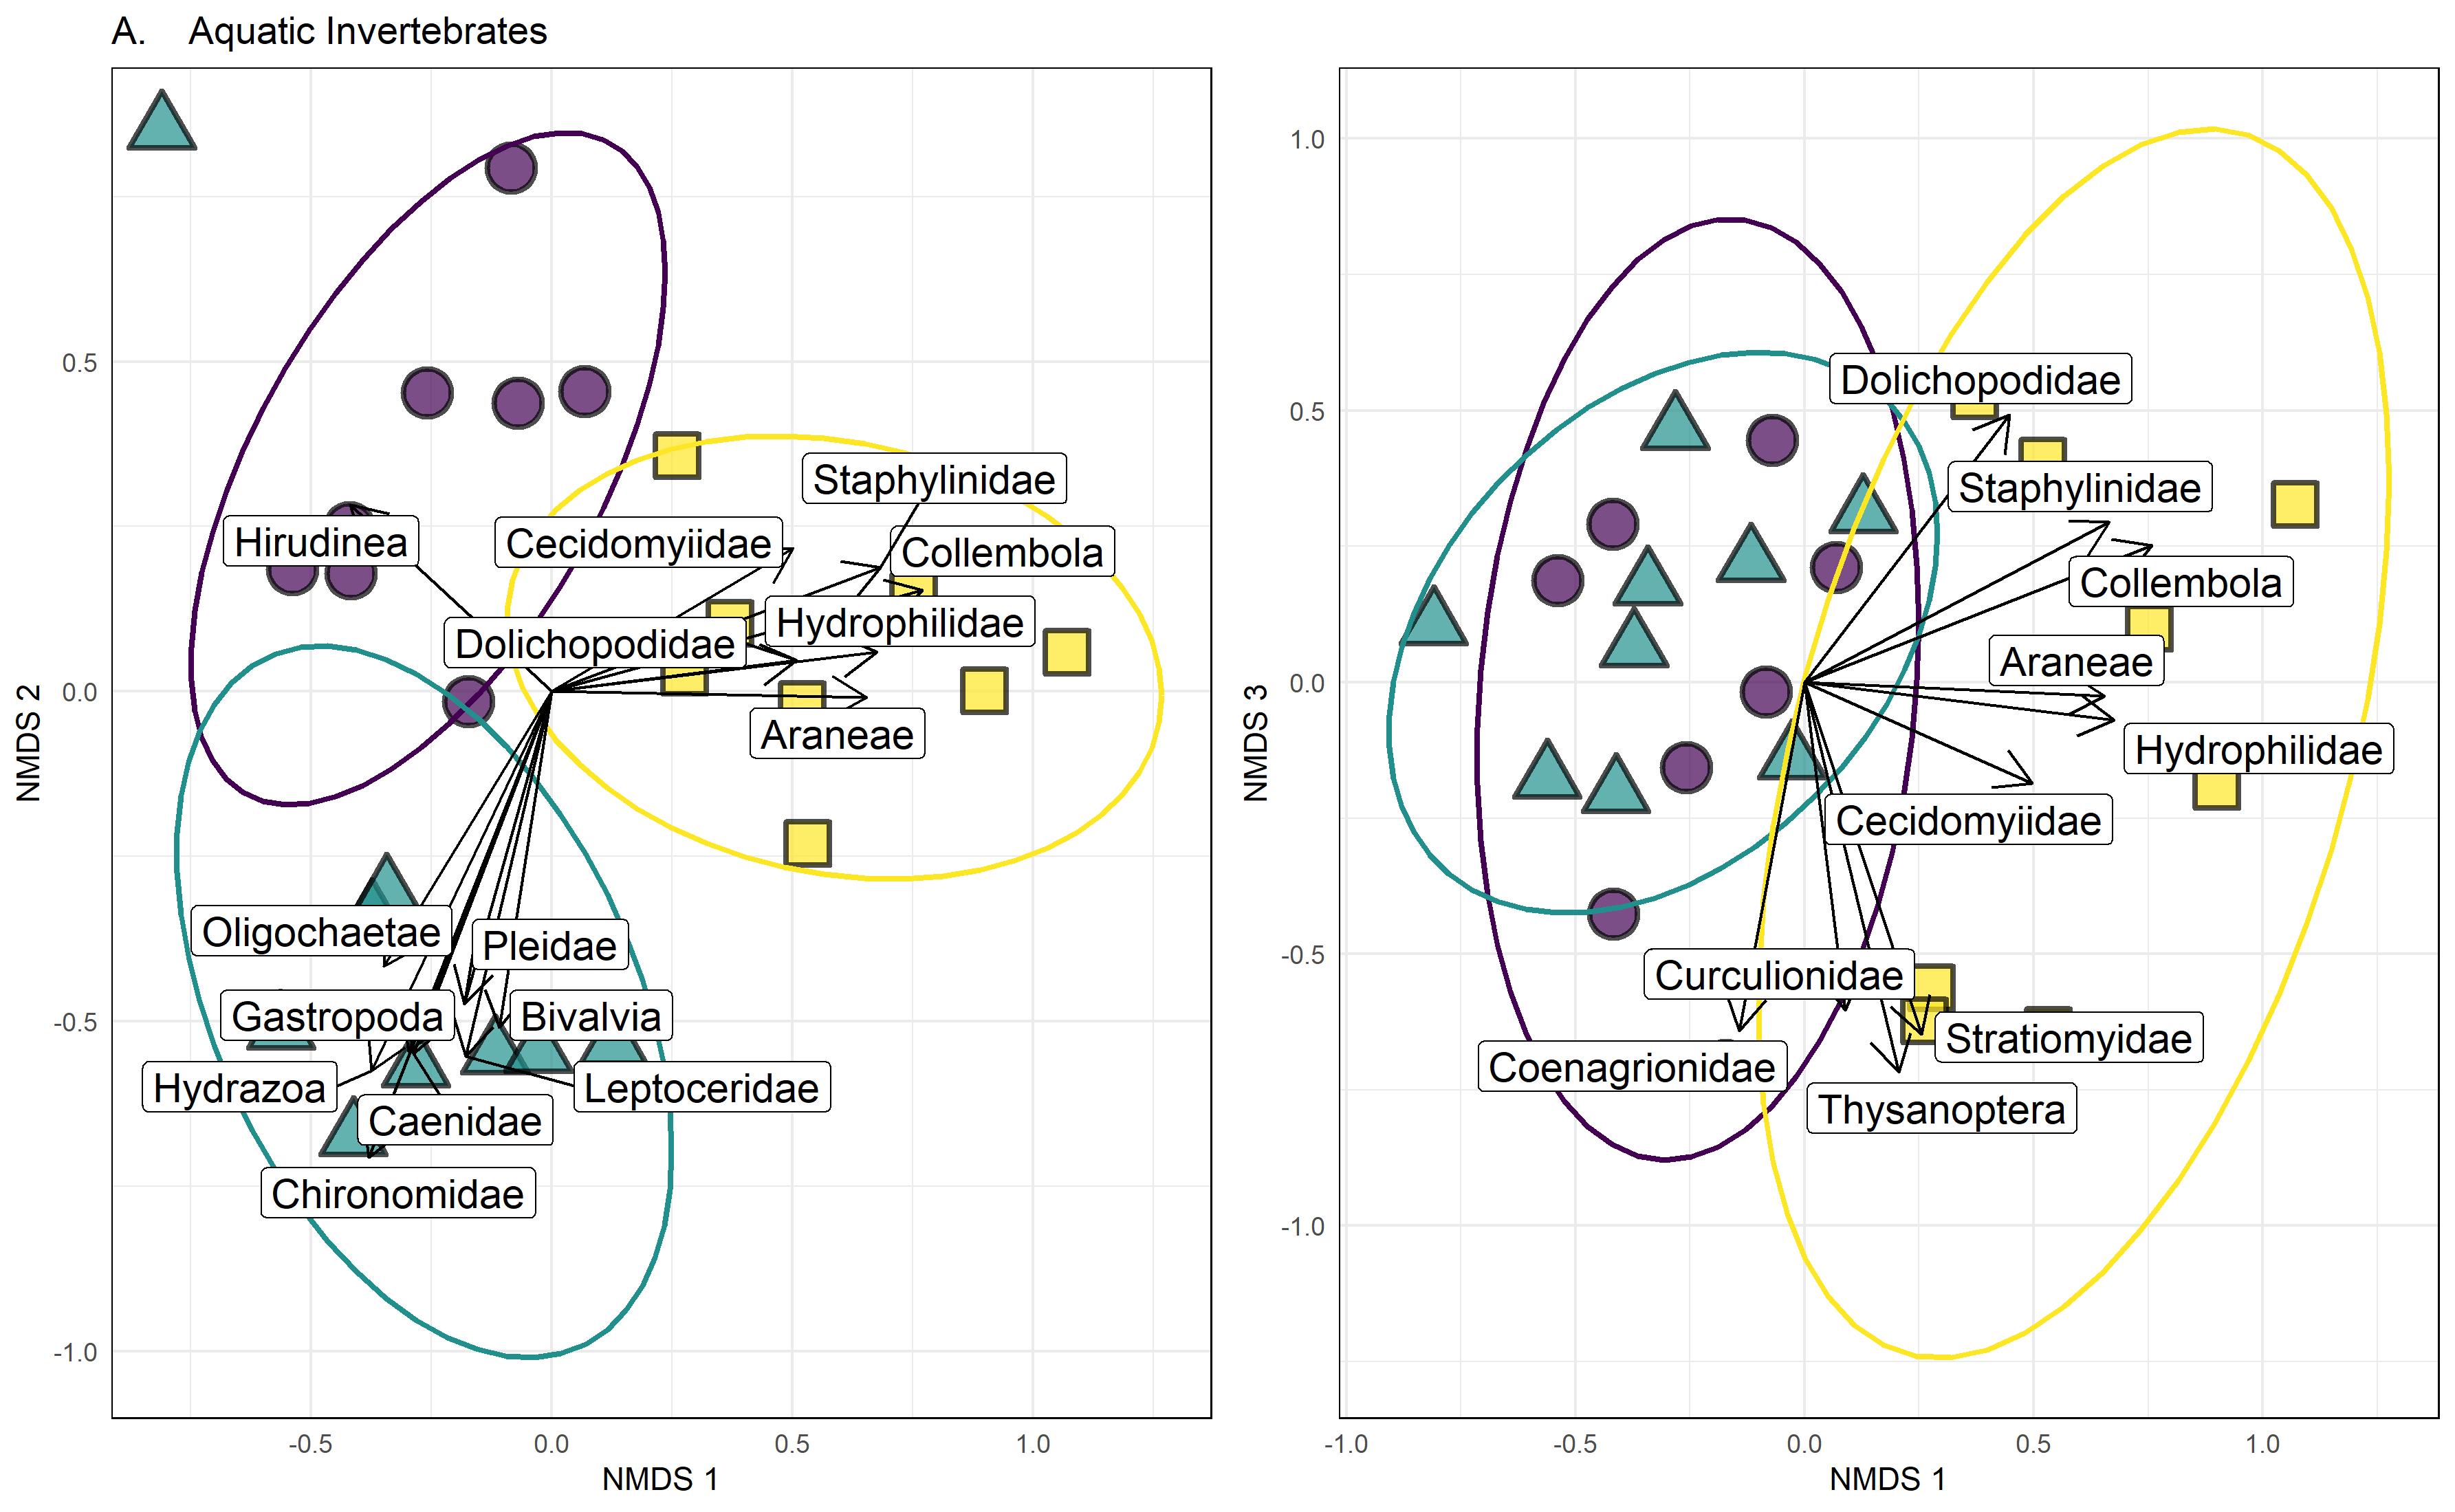 A. Aquatic Invertebrates
NMDS 2
0.5
0.0
-0.5
-1.0
Staphylinidae
Hirudinea
Cecidomyiidae
Collembola
Dolichopodidae
Hydrophilidae
Araneae
Oligochaetae
Pleidae
Gastropoda
Bivalvia
Hydrazoa
Leptoceridae
Caenidae
Chironomidae
-0.5
0.0
0.5
1.0
NMDS 1
NMDS 3
1.0
0.5
0.0
-0.5
-1.0
Dolichopodidae
Staphylinidae
Collembola
Araneae
Hydrophilidae
Cecidomyiidae
Curculionidae
Stratiomyidae
Coenagrionidae
Thysanoptera
-1.0
-0.5
0.0
0.5
1.0
NMDS 1